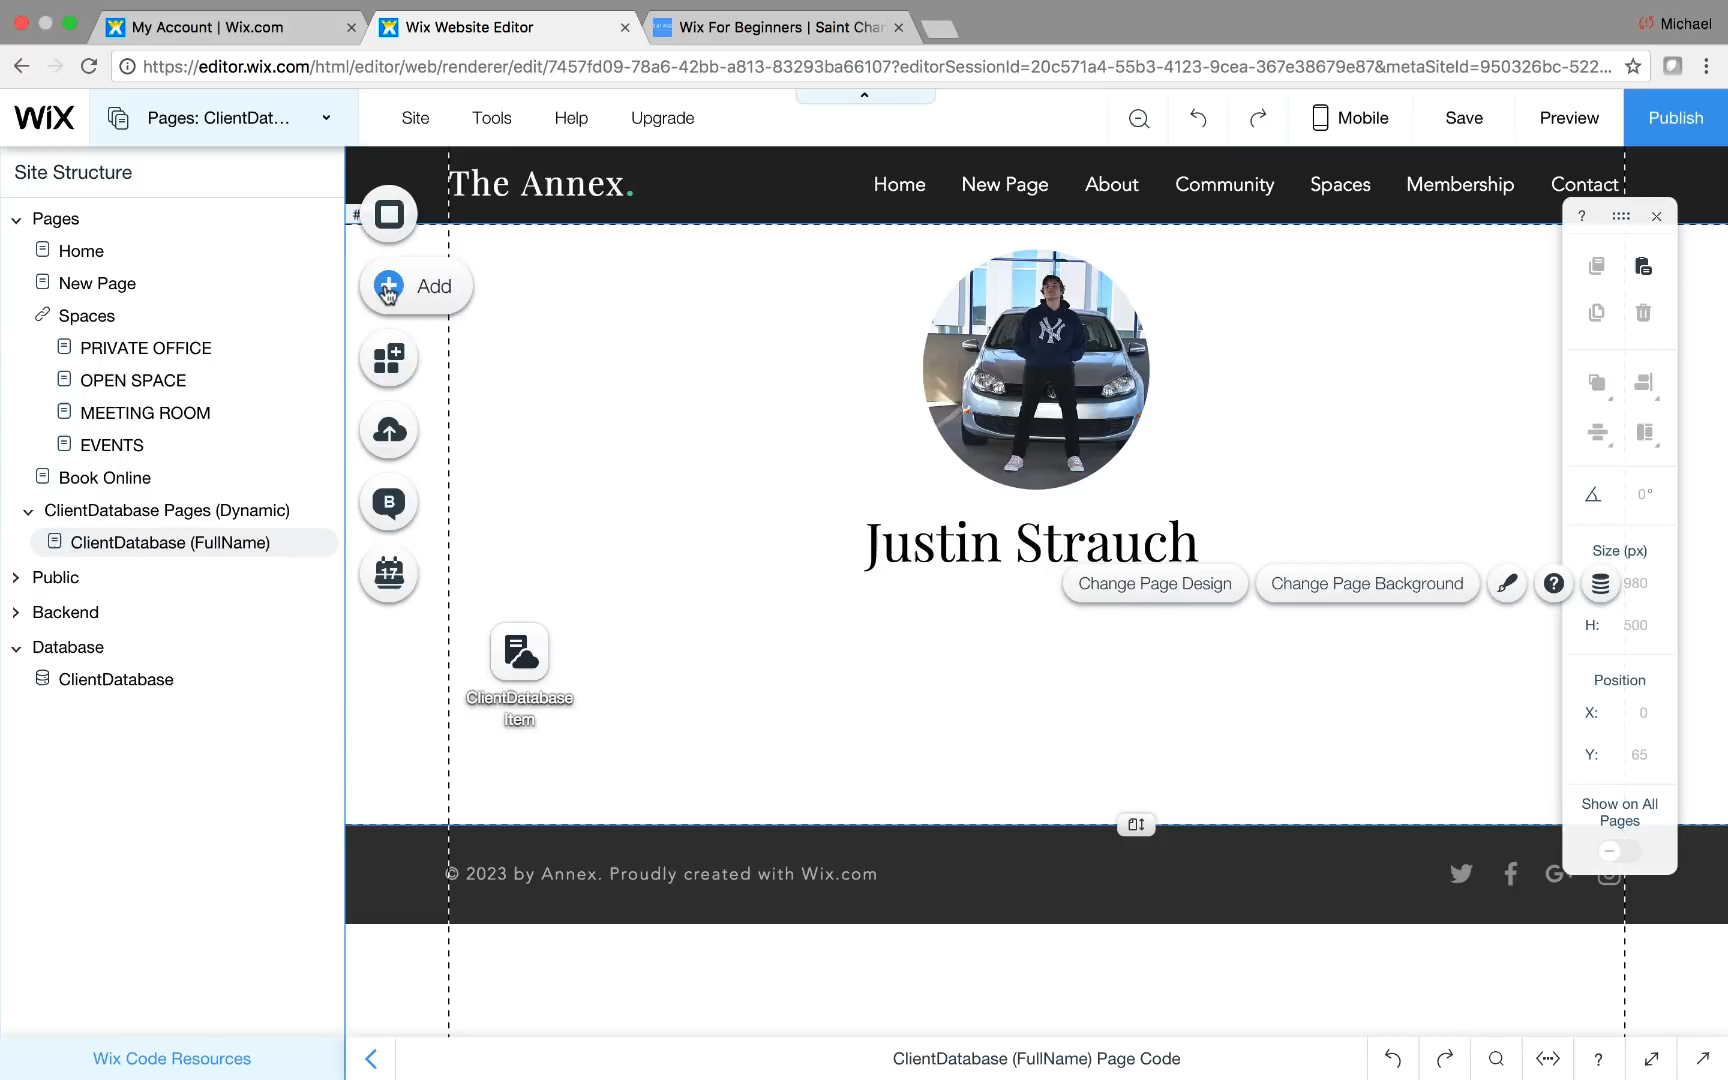 My Account | Wix.com
Wix Website Editor
Wix For Beginners | Saint Char
Michael
https://editor.wix.com/html/editor/web/renderer/edit/7457fd09-78a6-42bb-a813-83293ba66107?editorSessionId=20c571a4-55b3-4123-9cea-367e38679e87&metaSiteId=950326bc-522...
WiX
Pages: ClientDat...
Site
Tools
Help
Upgrade
Mobile
Save
Preview
Publish
Site Structure
Pages
Home
New Page
Spaces
PRIVATE OFFICE
OPEN SPACE
MEETING ROOM
EVENTS
Book Online
ClientDatabase Pages (Dynamic)
ClientDatabase (FullName)
Public
Backend
Database
ClientDatabase
Wix Code Resources
The Annex.
Home
New Page
About
Community
Spaces
Membership
Contact
#
Add
B
17
Justin Strauch
Change Page Design
Change Page Background
?
ClientDatabase
Item
© 2023 by Annex. Proudly created with Wix.com
?
0°
Size (px)
980
H: 500
Position
X: 0
Y: 65
Show on All
Pages
ClientDatabase (FullName) Page Code
?